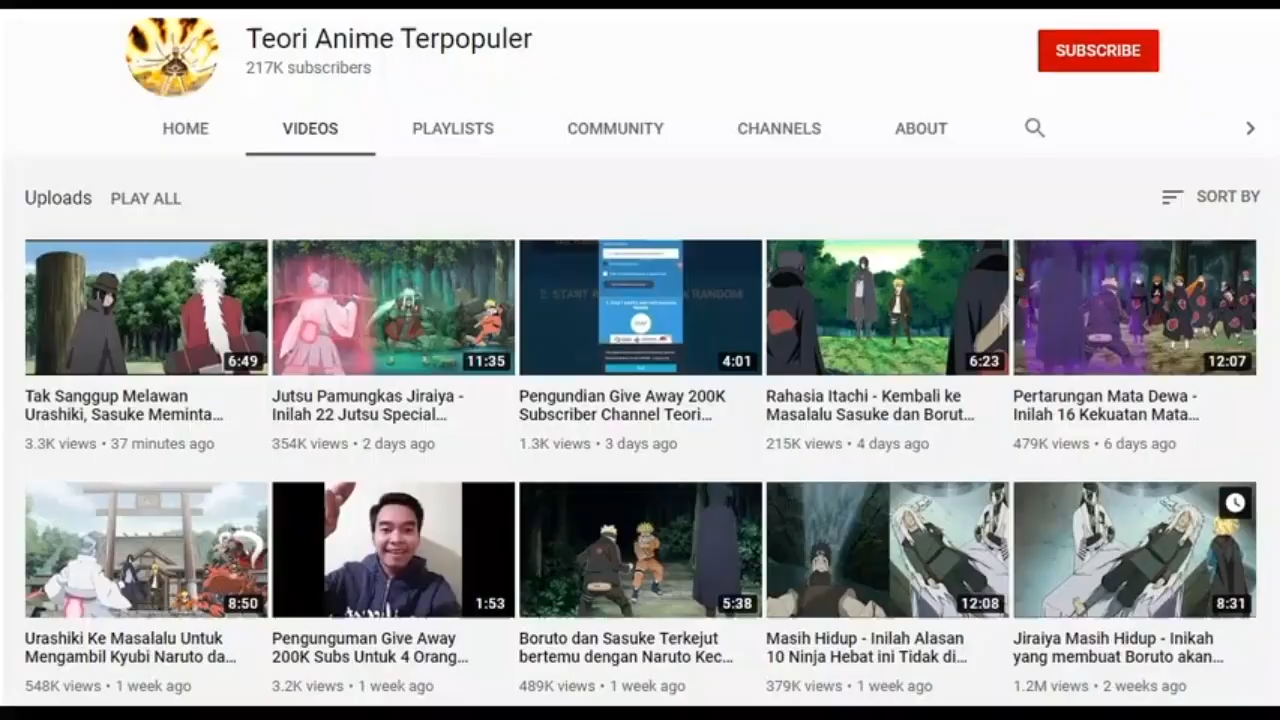 Teori Anime Terpopuler
217K subscribers
SUBSCRIBE
HOME VIDEOS PLAYLISTS COMMUNITY CHANNELS ABOUT
Uploads PLAY ALL SORT BY
6:49 11:35 4:01 6:23 12:07
Tak Sanggup Melawan
Urashiki, Sasuke Meminta...
3.3K views • 37 minutes ago
Jutsu Pamungkas Jiraiya -
Inilah 22 Jutsu Special...
354K views • 2 days ago
Pengundian Give Away 200K
Subscriber Channel Teori...
1.3K views • 3 days ago
Rahasia Itachi - Kembali ke
Masalalu Sasuke dan Borut...
215K views • 4 days ago
Pertarungan Mata Dewa -
Inilah 16 Kekuatan Mata...
479K views • 6 days ago
8:50 1:53 5:38 12:08 8:31
Urashiki Ke Masalalu Untuk
Mengambil Kyubi Naruto da...
548K views • 1 week ago
Pengunguman Give Away
200K Subs Untuk 4 Orang...
3.2K views • 1 week ago
Boruto dan Sasuke Terkejut
bertemu dengan Naruto Kec...
489K views • 1 week ago
Masih Hidup - Inilah Alasan
10 Ninja Hebat ini Tidak di...
379K views • 1 week ago
Jiraiya Masih Hidup - Inikah
yang membuat Boruto akan...
1.2M views • 2 weeks ago